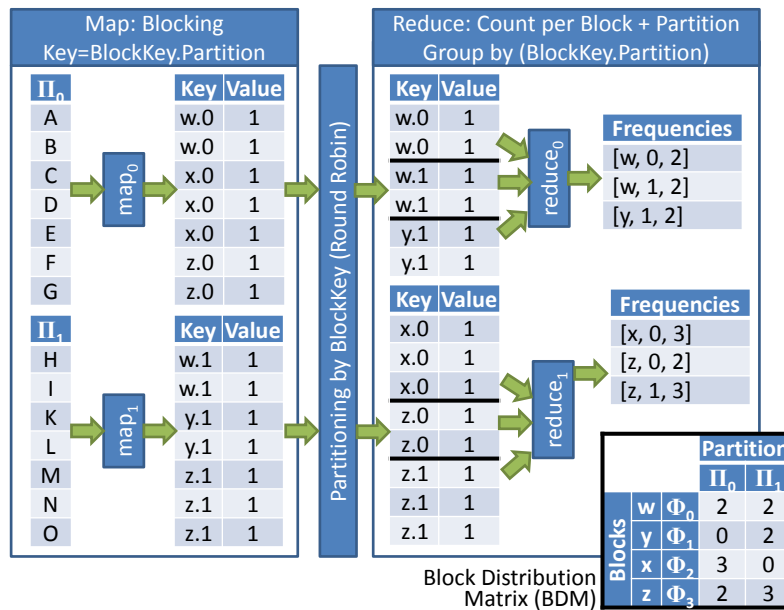 Map: Blocking
Key=BlockKey.Partition
Π0
A
B
C
D
E
F
G
map0
Key Value
w.0 1
w.0 1
x.0 1
x.0 1
x.0 1
z.0 1
z.0 1
Π1
H
I
K
L
M
N
O
map1
Key Value
w.1 1
w.1 1
y.1 1
y.1 1
z.1 1
z.1 1
z.1 1
Partitioning by BlockKey (Round Robin)
Reduce: Count per Block + Partition
Group by (BlockKey.Partition)
Key Value
w.0 1
w.0 1
w.1 1
w.1 1
y.1 1
y.1 1
reduce0
Frequencies
[w, 0, 2]
[w, 1, 2]
[y, 1, 2]
Key Value
x.0 1
x.0 1
x.0 1
z.0 1
z.0 1
z.1 1
z.1 1
z.1 1
reduce1
Frequencies
[x, 0, 3]
[z, 0, 2]
[z, 1, 3]
Block Distribution
Matrix (BDM)
Partition
Π0 Π1
Blocks
w Φ0 2 2
y Φ1 0 2
x Φ2 3 0
z Φ3 2 3